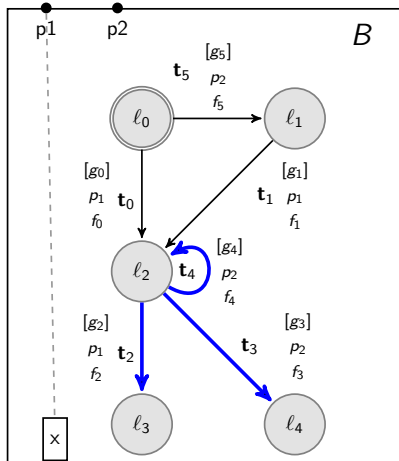 p1 p2
B
[g₅]
t₅ p₂
f₅
ℓ₀ ℓ₁
[g₀]
p₁ t₀
f₀
[g₁]
t₁ p₁
f₁
ℓ₂ t₄
[g₄]
p₂
f₄
[g₂]
p₁ t₂
f₂
[g₃]
t₃ p₂
f₃
ℓ₃ ℓ₄
x